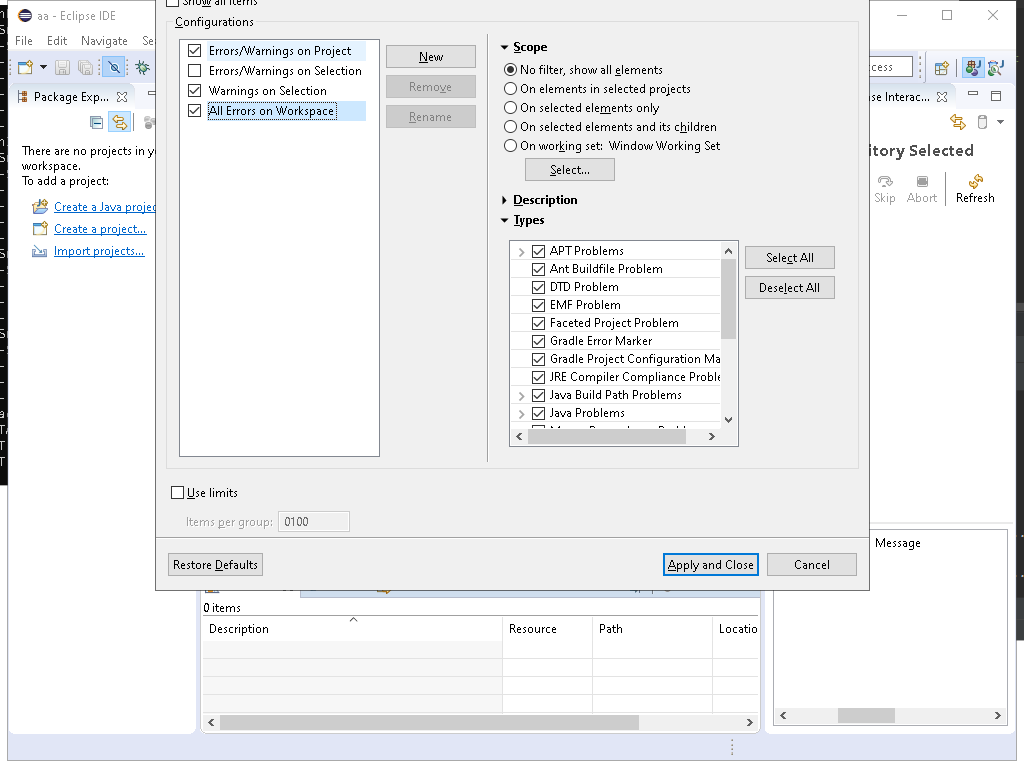 Show all items
aa - Eclipse IDE
Configurations
File Edit Navigate Se
Errors/Warnings on Project
Errors/Warnings on Selection
Warnings on Selection
All Errors on Workspace
New
Remove
Rename
Scope
No filter, show all elements
On elements in selected projects
On selected elements only
On selected elements and its children
On working set: Window Working Set
Select...
Description
Types
APT Problems
Ant Buildfile Problem
DTD Problem
EMF Problem
Faceted Project Problem
Gradle Error Marker
Gradle Project Configuration Ma
JRE Compiler Compliance Proble
Java Build Path Problems
Java Problems
Select All
Deselect All
cess
Package Exp...
se Interac...
There are no projects in y
workspace.
To add a project:
Create a Java projec
Create a project...
Import projects...
itory Selected
Skip Abort Refresh
Use limits
Items per group: 0100
Restore Defaults Apply and Close Cancel
Message
0 items
Description Resource Path Locatio